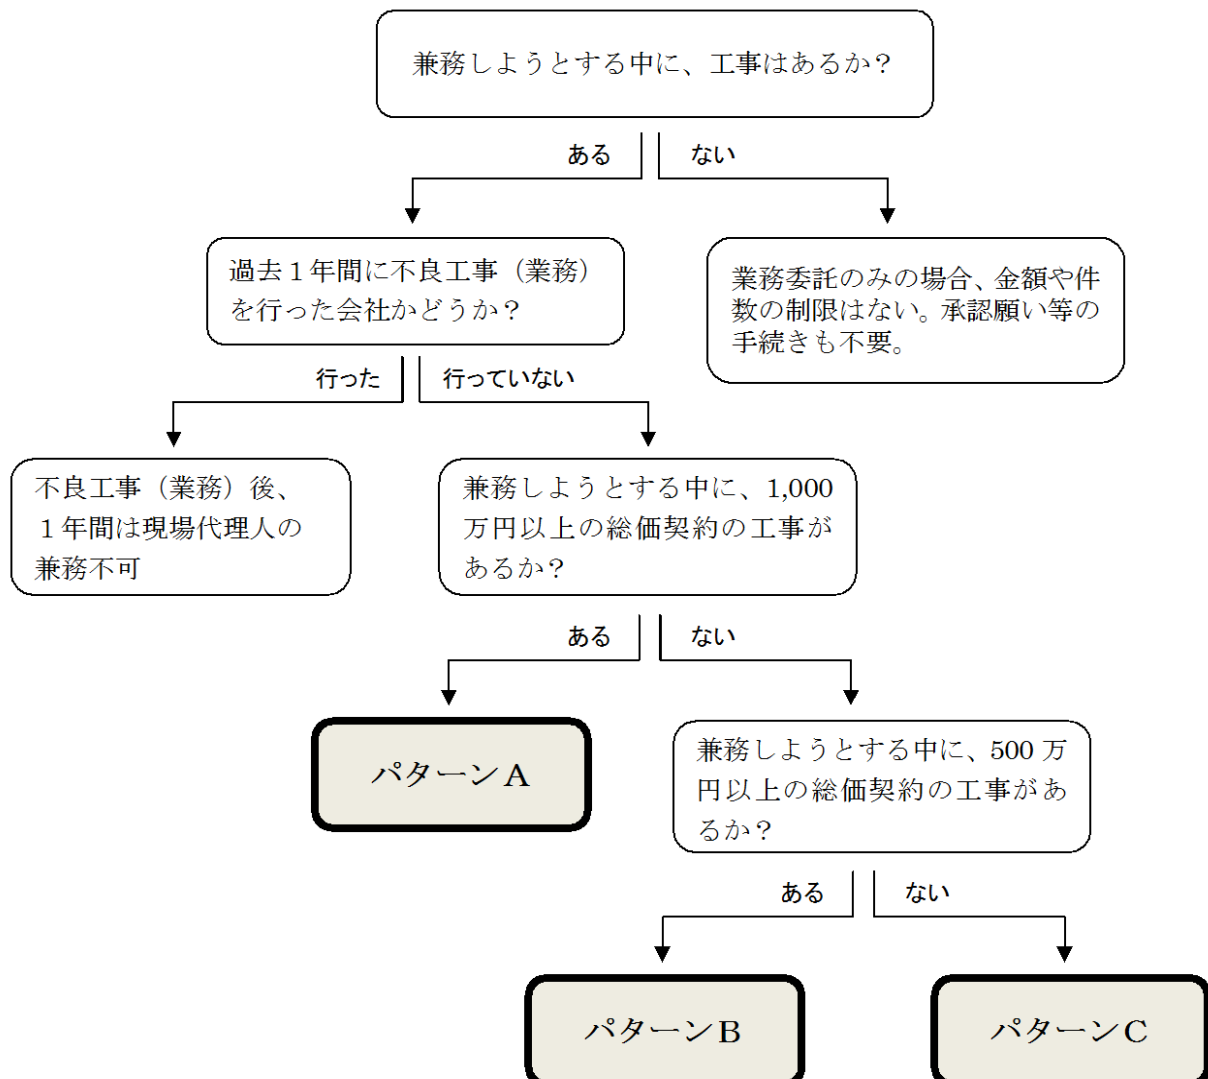 兼務しようとする中に、工事はあるか？
ある
ない
過去１年間に不良工事（業務）
を行った会社かどうか？
業務委託のみの場合、金額や件
数の制限はない。承認願い等の
手続きも不要。
行った
行っていない
不良工事（業務）後、
１年間は現場代理人の
兼務不可
兼務しようとする中に、1,000
万円以上の総価契約の工事が
あるか？
ある
ない
パターンＡ
兼務しようとする中に、500 万
円以上の総価契約の工事があ
るか？
ある
ない
パターンＢ
パターンＣ